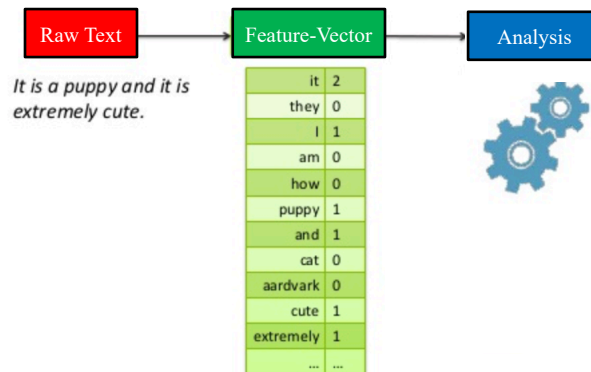 Raw Text
Feature-Vector
Analysis
It is a puppy and it is
extremely cute.
it 2
they 0
I 1
am 0
how 0
puppy 1
and 1
cat 0
aardvark 0
cute 1
extremely 1
... ...